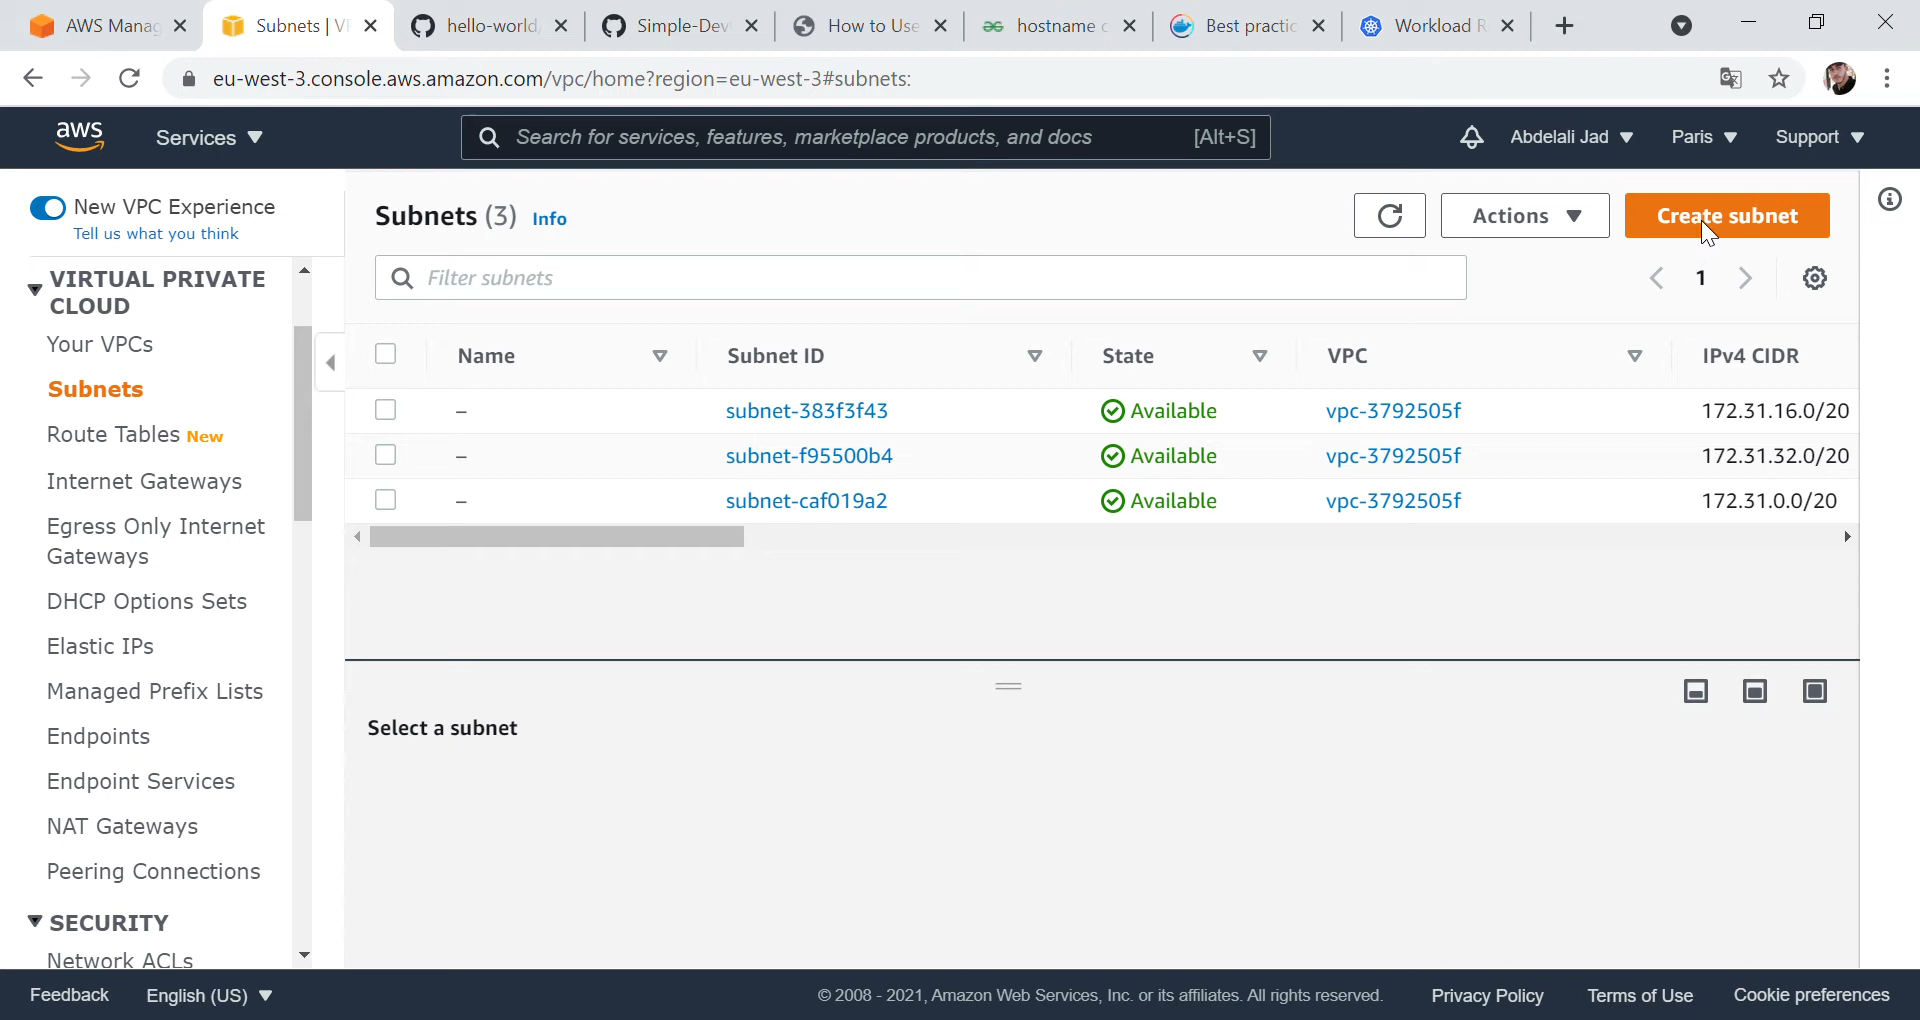 AWS Manag
Subnets | VP
hello-world,
Simple-Dev
How to Use
hostname c
Best practic
Workload R
eu-west-3.console.aws.amazon.com/vpc/home?region=eu-west-3#subnets:
aws
Services
Search for services, features, marketplace products, and docs [Alt+S]
Abdelali Jad
Paris
Support
New VPC Experience
Tell us what you think
VIRTUAL PRIVATE
CLOUD
Your VPCs
Subnets
Route Tables New
Internet Gateways
Egress Only Internet
Gateways
DHCP Options Sets
Elastic IPs
Managed Prefix Lists
Endpoints
Endpoint Services
NAT Gateways
Peering Connections
SECURITY
Network ACLs
Subnets (3) Info
Actions
Create subnet
Filter subnets
1
Name Subnet ID State VPC IPv4 CIDR
– subnet-383f3f43 Available vpc-3792505f 172.31.16.0/20
– subnet-f95500b4 Available vpc-3792505f 172.31.32.0/20
– subnet-caf019a2 Available vpc-3792505f 172.31.0.0/20
Select a subnet
Feedback English (US) © 2008 - 2021, Amazon Web Services, Inc. or its affiliates. All rights reserved. Privacy Policy Terms of Use Cookie preferences